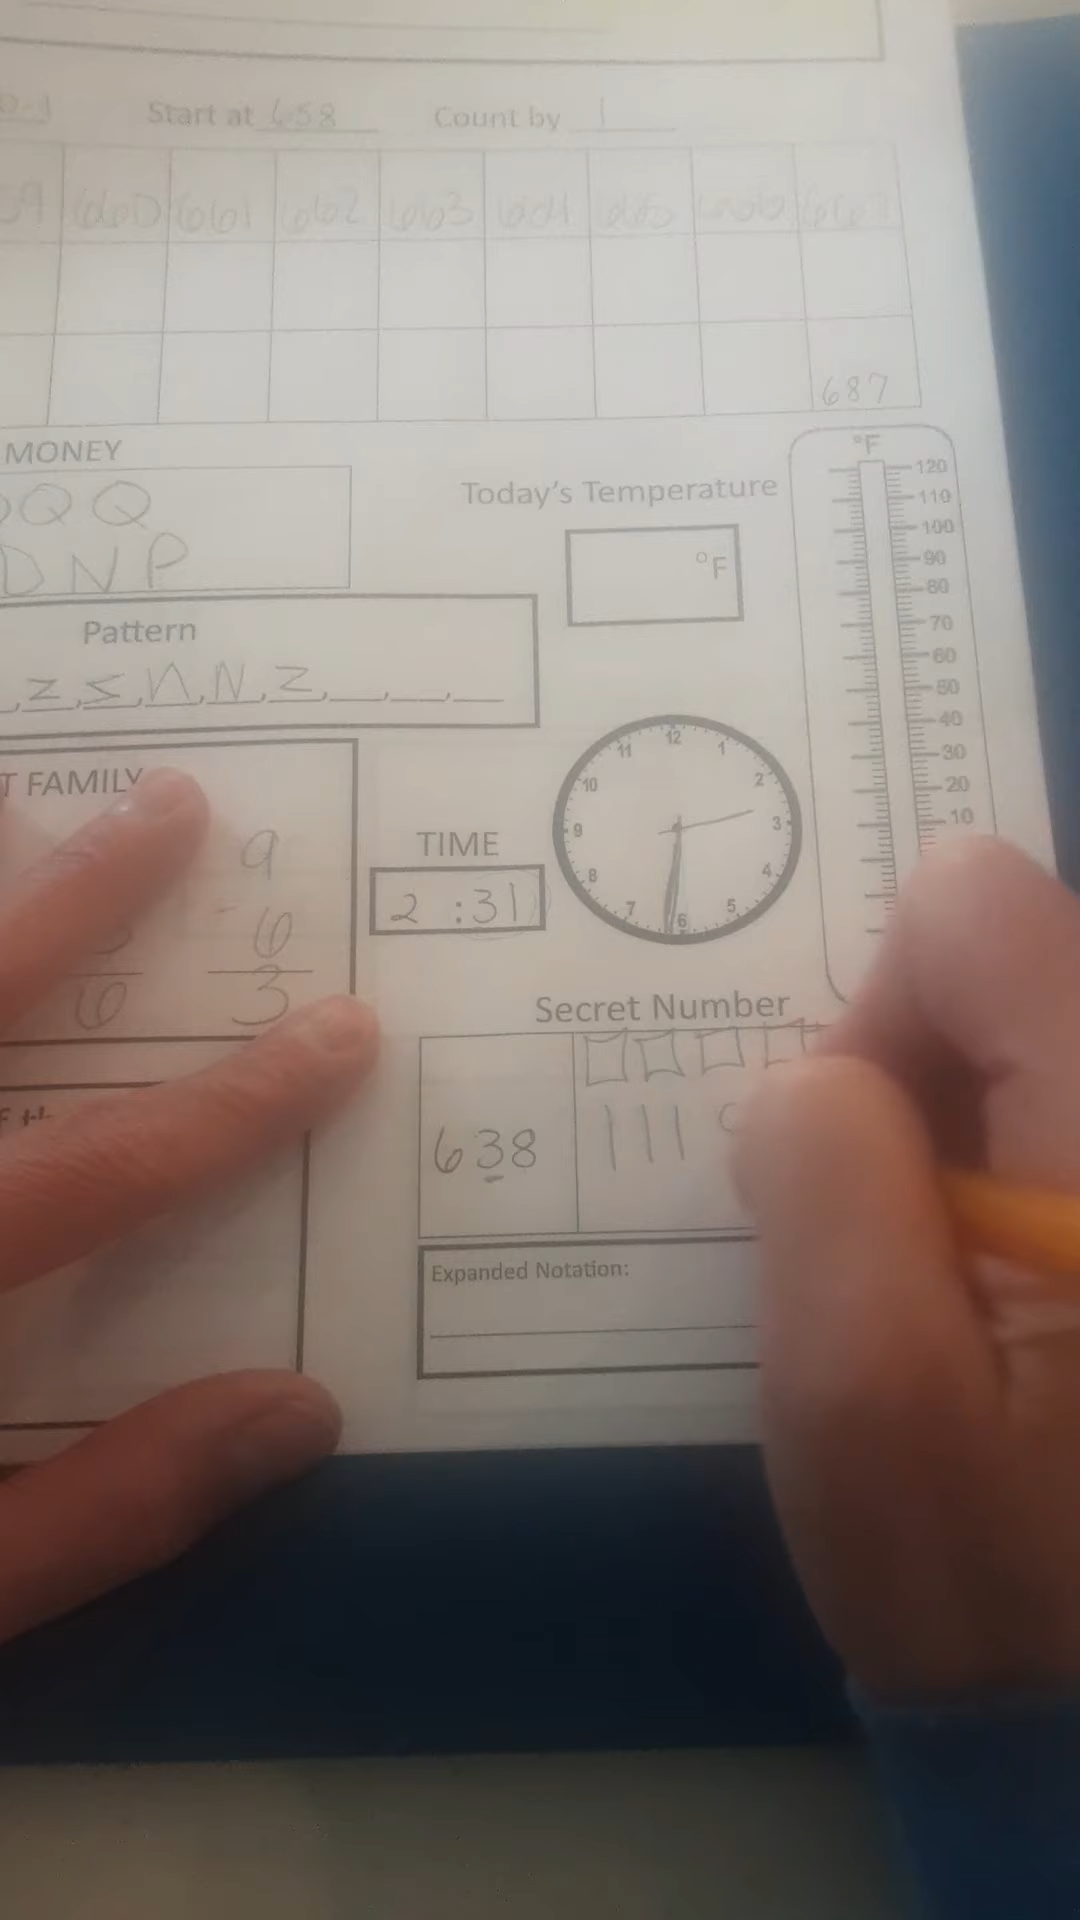 Start at 658 Count by 1
59 660 661 662 663 664 665 666 667
687
MONEY
Q Q
D N P
Today's Temperature
°F
°F
120
110
100
90
80
70
60
50
40
30
20
10
Pattern
Z, S, N, N, Z,
T FAMILY
9
- 6
3
6
TIME
2 :31
12
1
2
3
4
5
6
7
8
9
10
11
Secret Number
638
Expanded Notation: